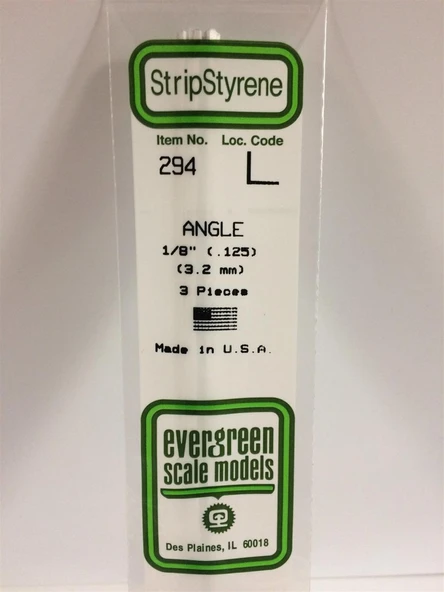 StripStyrene
Item No. Loc. Code
294 L
ANGLE
1/8" (.125)
(3.2 mm)
3 Pieces
Made in U.S.A.
evergreen
scale models
Des Plaines, IL 60018